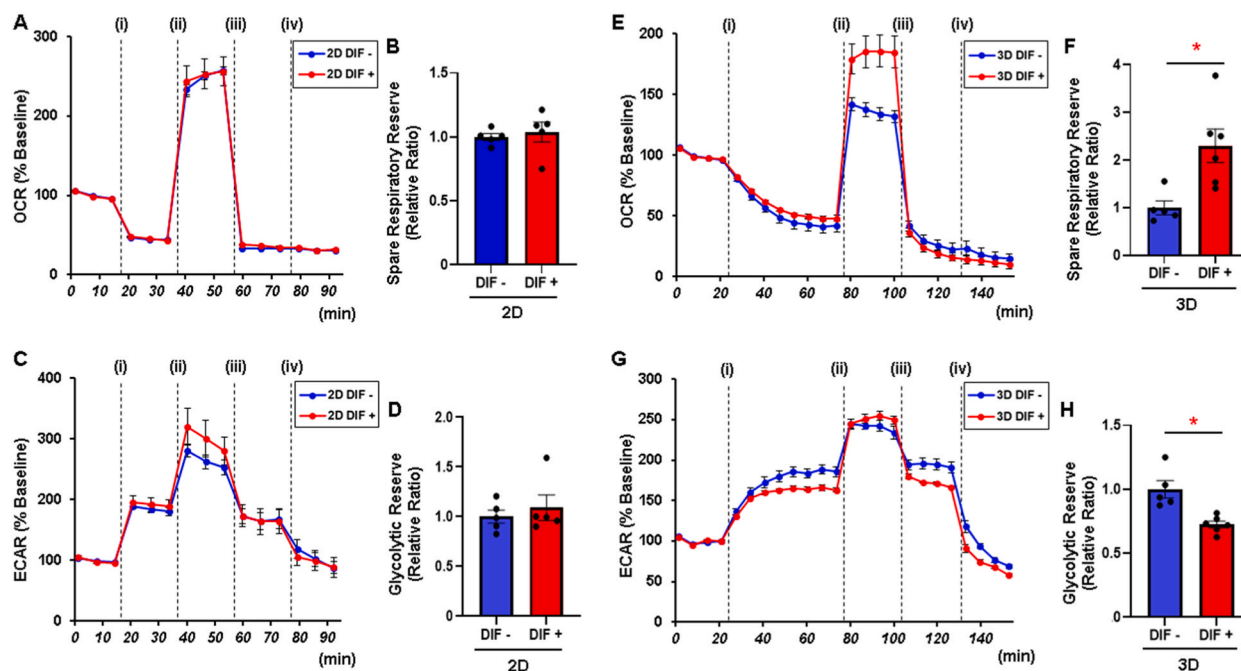 A
(i)
(ii)
(iii)
(iv)
2D DIF -
2D DIF +
OCR (% Baseline)
300
200
100
0
0 10 20 30 40 50 60 70 80 90
(min)
B
Spare Respiratory Reserve
(Relative Ratio)
1.5
1.0
0.5
0.0
DIF - DIF +
2D
C
(i)
(ii)
(iii)
(iv)
2D DIF -
2D DIF +
ECAR (% Baseline)
400
300
200
100
0
0 10 20 30 40 50 60 70 80 90
(min)
D
Glycolytic Reserve
(Relative Ratio)
2.0
1.5
1.0
0.5
0
DIF - DIF +
2D
E
(i)
(ii)
(iii)
(iv)
3D DIF -
3D DIF +
OCR (% Baseline)
200
150
100
50
0
0 20 40 60 80 100 120 140
(min)
F
Spare Respiratory Reserve
(Relative Ratio)
4
3
2
1
0
*
DIF - DIF +
3D
G
(i)
(ii)
(iii)
(iv)
3D DIF -
3D DIF +
ECAR (% Baseline)
300
250
200
150
100
50
0
0 20 40 60 80 100 120 140
(min)
H
Glycolytic Reserve
(Relative Ratio)
1.5
1.0
0.5
0
*
DIF - DIF +
3D